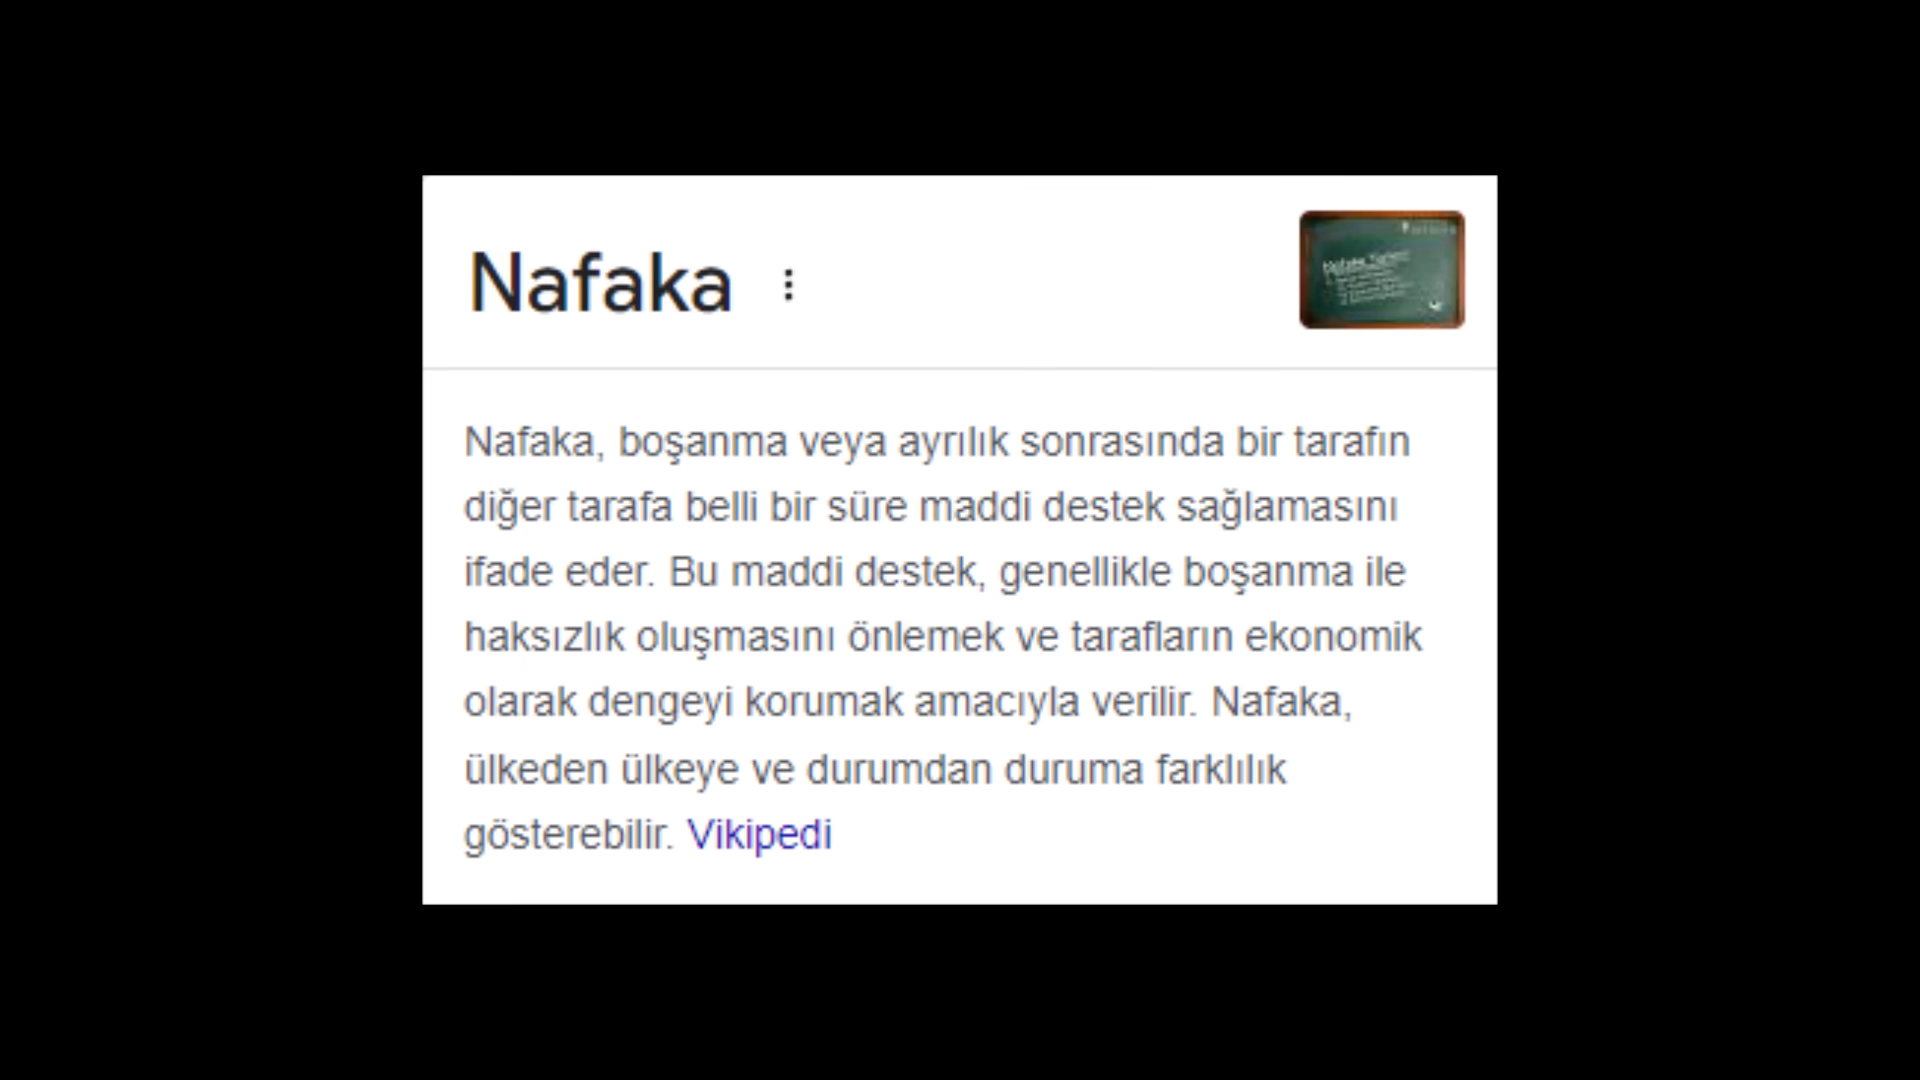 Nafaka
Nafaka, boşanma veya ayrılık sonrasında bir tarafın
diğer tarafa belli bir süre maddi destek sağlamasını
ifade eder. Bu maddi destek, genellikle boşanma ile
haksızlık oluşmasını önlemek ve tarafların ekonomik
olarak dengeyi korumak amacıyla verilir. Nafaka,
ülkeden ülkeye ve durumdan duruma farklılık
gösterebilir. Vikipedi